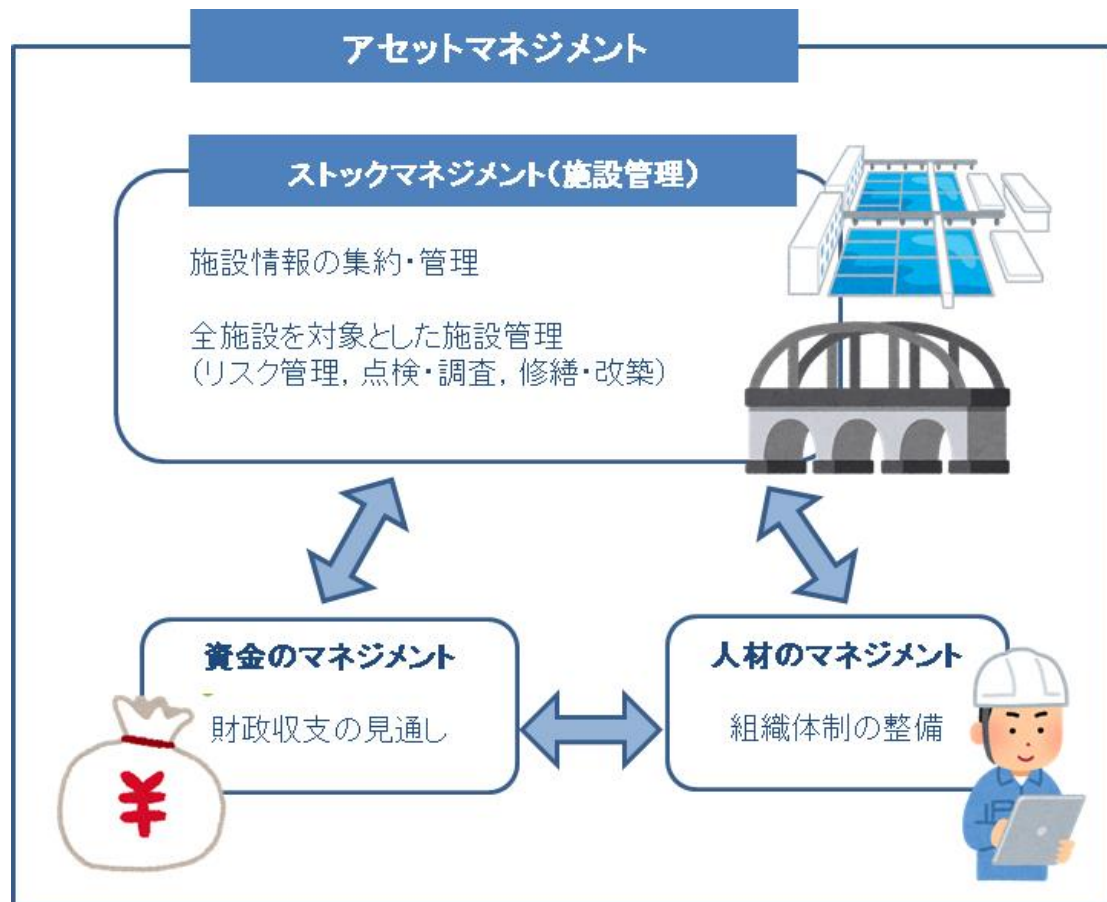 アセットマネジメント
ストックマネジメント(施設管理)
施設情報の集約・管理
全施設を対象とした施設管理
(リスク管理, 点検・調査, 修繕・改築)
資金のマネジメント
財政収支の見通し
人材のマネジメント
組織体制の整備
¥